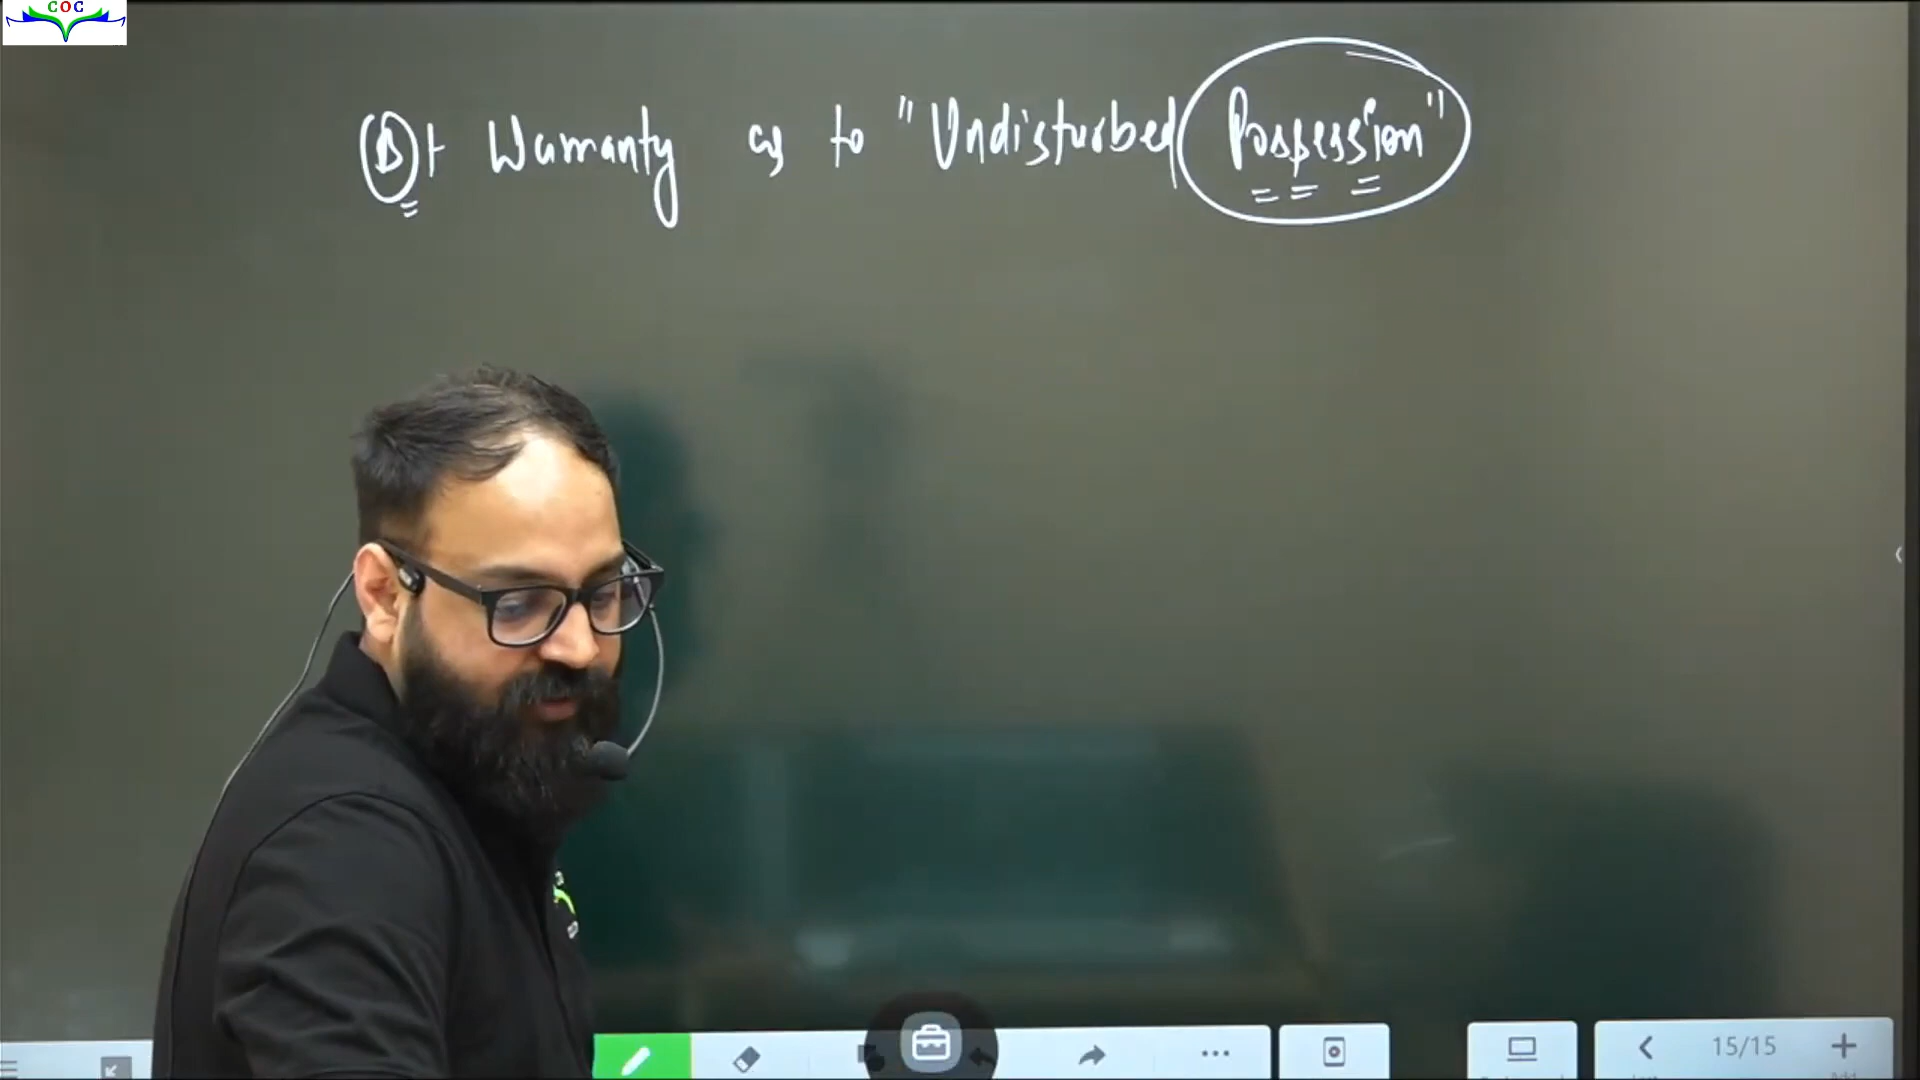 COC
(B) + Warranty as to "Undisturbed Possession"
15/15